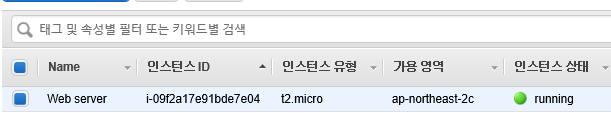 태그 및 속성별 필터 또는 키워드별 검색
Name 인스턴스 ID 인스턴스 유형 가용 영역 인스턴스 상태
Web server i-09f2a17e91bde7e04 t2.micro ap-northeast-2c running